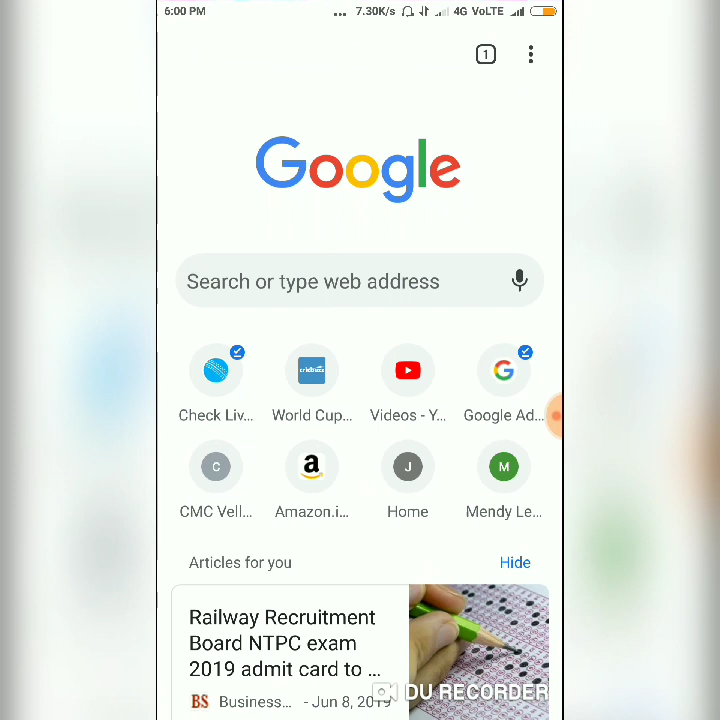 6:00 PM ... 7.30K/s 4G VoLTE
1
Google
Search or type web address
Check Liv... World Cup... Videos - Y... Google Ad...
C a J M
CMC Vell... Amazon.i... Home Mendy Le...
Articles for you Hide
Railway Recruitment
Board NTPC exam
2019 admit card to ...
BS Business... - Jun 8, 2019
DU RECORDER